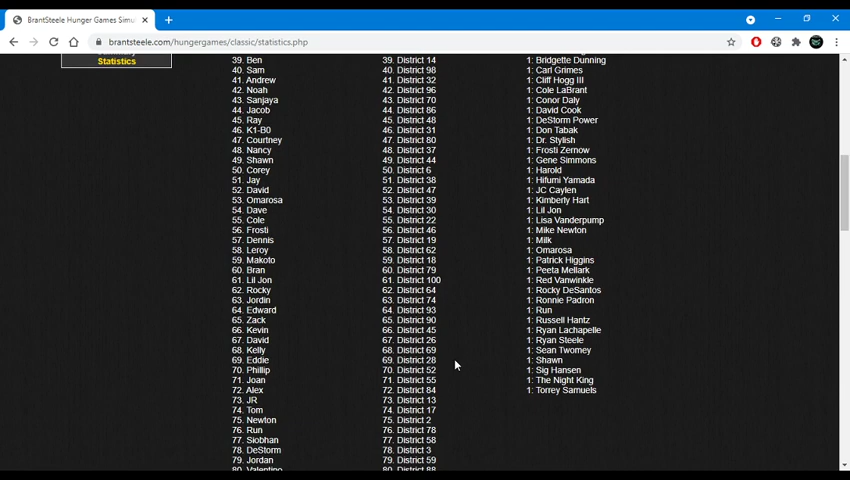 BrantSteele Hunger Games Simu
brantsteele.com/hungergames/classic/statistics.php
Statistics
39. Ben
40. Sam
41. Andrew
42. Noah
43. Sanjaya
44. Jacob
45. Ray
46. K1-B0
47. Courtney
48. Nancy
49. Shawn
50. Corey
51. Jay
52. David
53. Omarosa
54. Dave
55. Cole
56. Frosti
57. Dennis
58. Leroy
59. Makoto
60. Bran
61. Lil Jon
62. Rocky
63. Jordin
64. Edward
65. Zack
66. Kevin
67. David
68. Kelly
69. Eddie
70. Phillip
71. Joan
72. Alex
73. JR
74. Tom
75. Newton
76. Run
77. Siobhan
78. DeStorm
79. Jordan
80. Valentino
39. District 14
40. District 98
41. District 32
42. District 96
43. District 70
44. District 86
45. District 48
46. District 31
47. District 80
48. District 37
49. District 44
50. District 6
51. District 38
52. District 47
53. District 39
54. District 30
55. District 22
56. District 46
57. District 19
58. District 62
59. District 18
60. District 79
61. District 100
62. District 64
63. District 74
64. District 93
65. District 90
66. District 45
67. District 26
68. District 69
69. District 28
70. District 52
71. District 55
72. District 84
73. District 13
74. District 17
75. District 2
76. District 78
77. District 58
78. District 3
79. District 59
80. District 88
1: Bridgette Dunning
1: Carl Grimes
1: Cliff Hogg III
1: Cole LaBrant
1: Conor Daly
1: David Cook
1: DeStorm Power
1: Don Tabak
1: Dr. Stylish
1: Frosti Zernow
1: Gene Simmons
1: Harold
1: Hifumi Yamada
1: JC Caylen
1: Kimberly Hart
1: Lil Jon
1: Lisa Vanderpump
1: Mike Newton
1: Milk
1: Omarosa
1: Patrick Higgins
1: Peeta Mellark
1: Red Vanwinkle
1: Rocky DeSantos
1: Ronnie Padron
1: Run
1: Russell Hantz
1: Ryan Lachapelle
1: Ryan Steele
1: Sean Twomey
1: Shawn
1: Sig Hansen
1: The Night King
1: Torrey Samuels